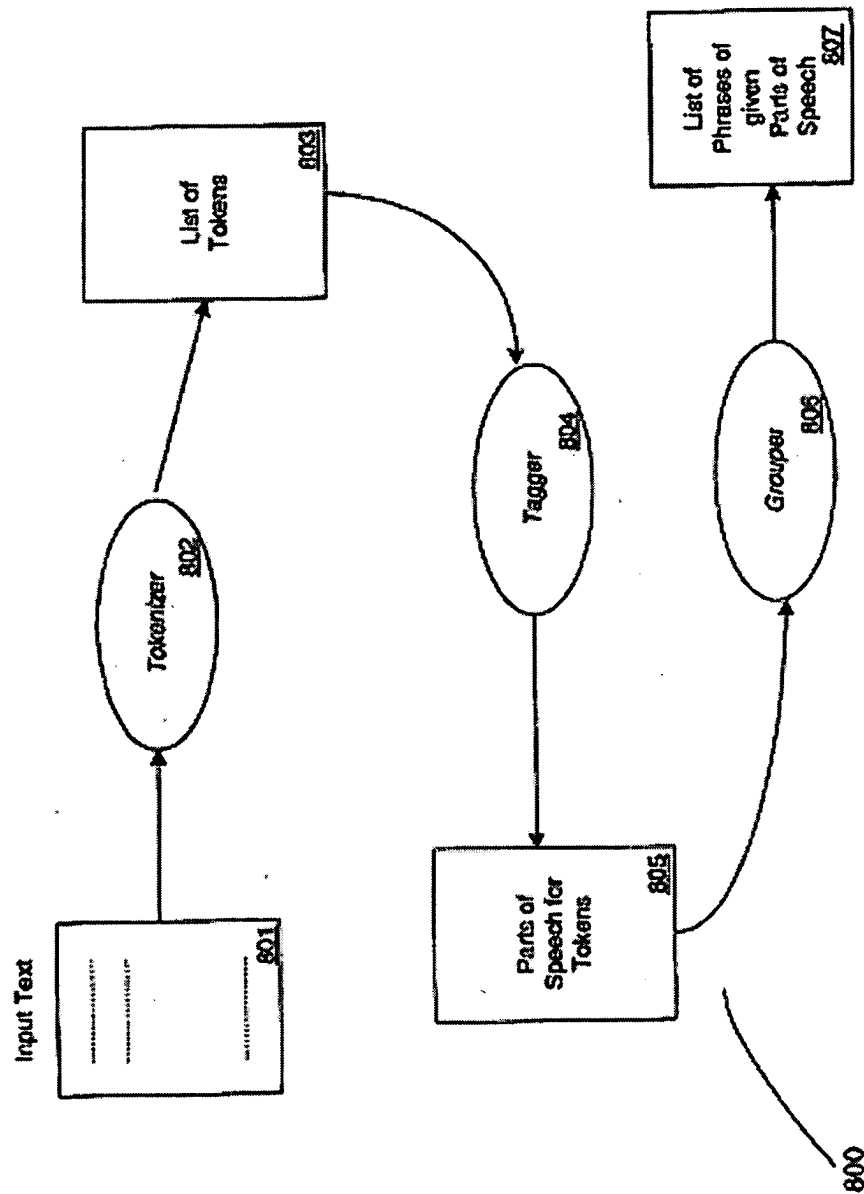 Input Text
801
Tokenizer
802
List of
Tokens
803
Tagger
804
Parts of
Speech for
Tokens
805
Grouper
806
List of
Phrases of
given
Parts of
Speech
807
800